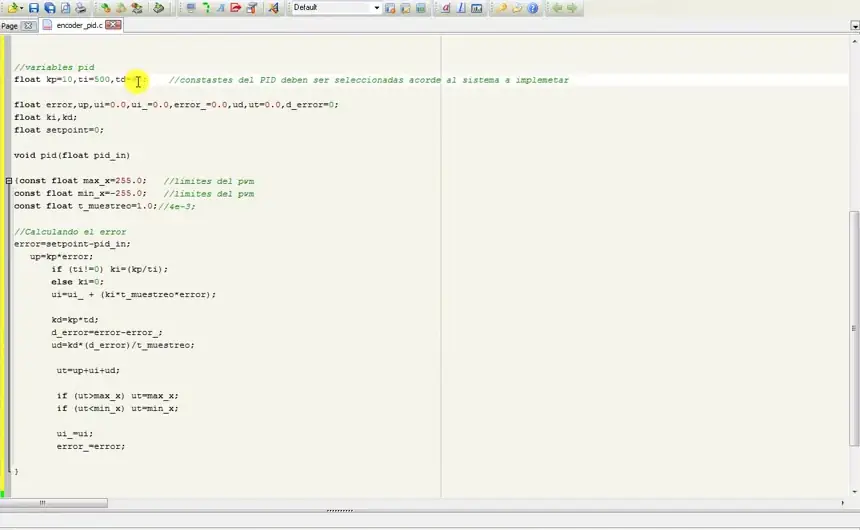 Default
Page
encoder_pid.c
//variables pid
float kp=10,ti=500,td= //constastes del PID deben ser seleccionadas acorde al sistema a implemetar
float error,up,ui=0.0,ui_=0.0,error_=0.0,ud,ut=0.0,d_error=0;
float ki,kd;
float setpoint=0;
void pid(float pid_in)
{const float max_x=255.0; //limites del pwm
const float min_x=-255.0; //limites del pwm
const float t_muestreo=1.0;//4e-3;
//Calculando el error
error=setpoint-pid_in;
up=kp*error;
if (ti!=0) ki=(kp/ti);
else ki=0;
ui=ui_ + (ki*t_muestreo*error);
kd=kp*td;
d_error=error-error_;
ud=kd*(d_error)/t_muestreo;
ut=up+ui+ud;
if (ut>max_x) ut=max_x;
if (ut<min_x) ut=min_x;
ui_=ui;
error_=error;
}